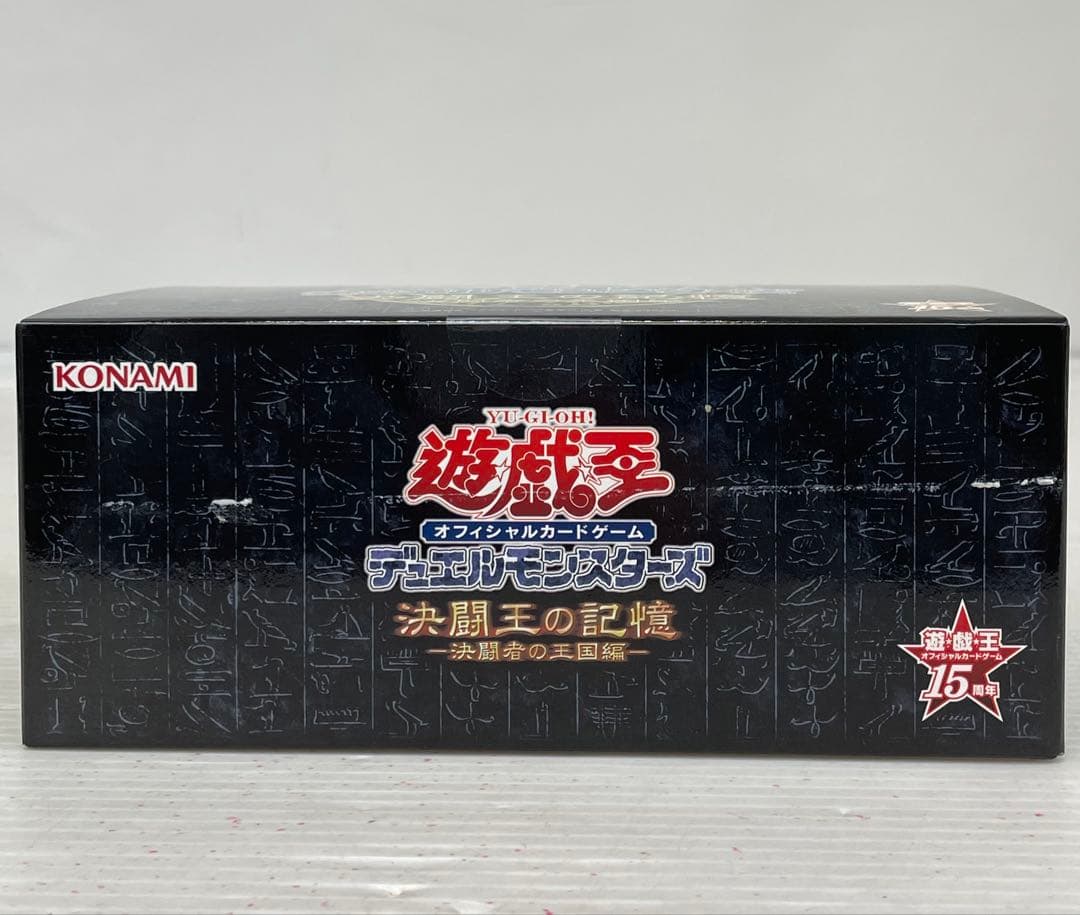 KONAMI
YU-GI-OH!
遊☆戯☆王
オフィシャルカードゲーム
デュエルモンスターズ
決闘王の記憶
－決闘者の王国編－
遊★戯★王
オフィシャルカードゲーム
15周年